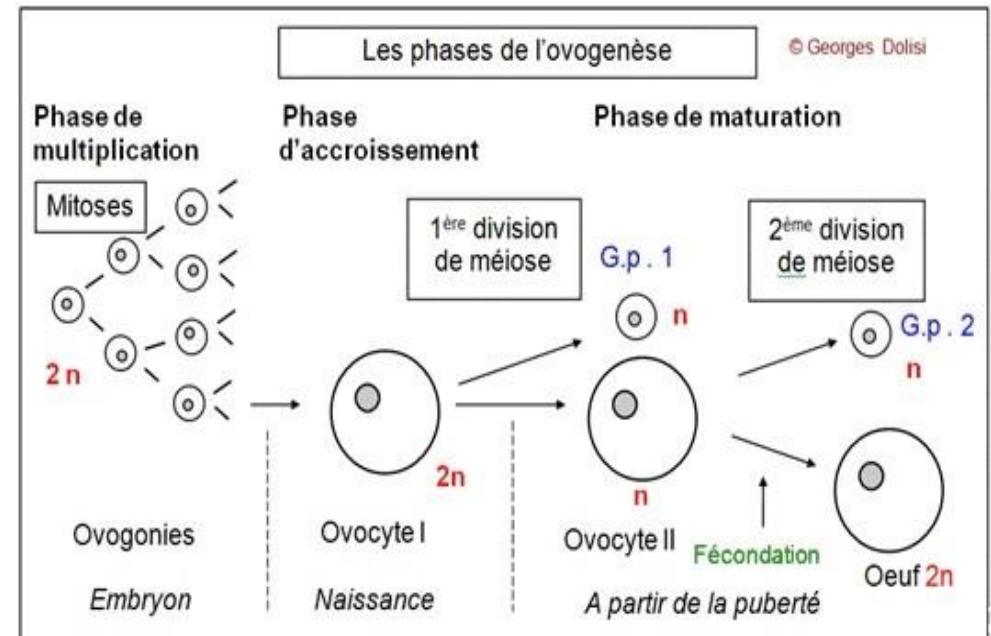 Les phases de l'ovogenèse
© Georges Dolisi
Phase de
multiplication
Phase
d'accroissement
Phase de maturation
Mitoses
1ère division
de méiose
2ème division
de méiose
G.p . 1
n
G.p . 2
n
2 n
2n
n
Ovogonies
Ovocyte I
Ovocyte II
Fécondation
Oeuf 2n
Embryon
Naissance
A partir de la puberté